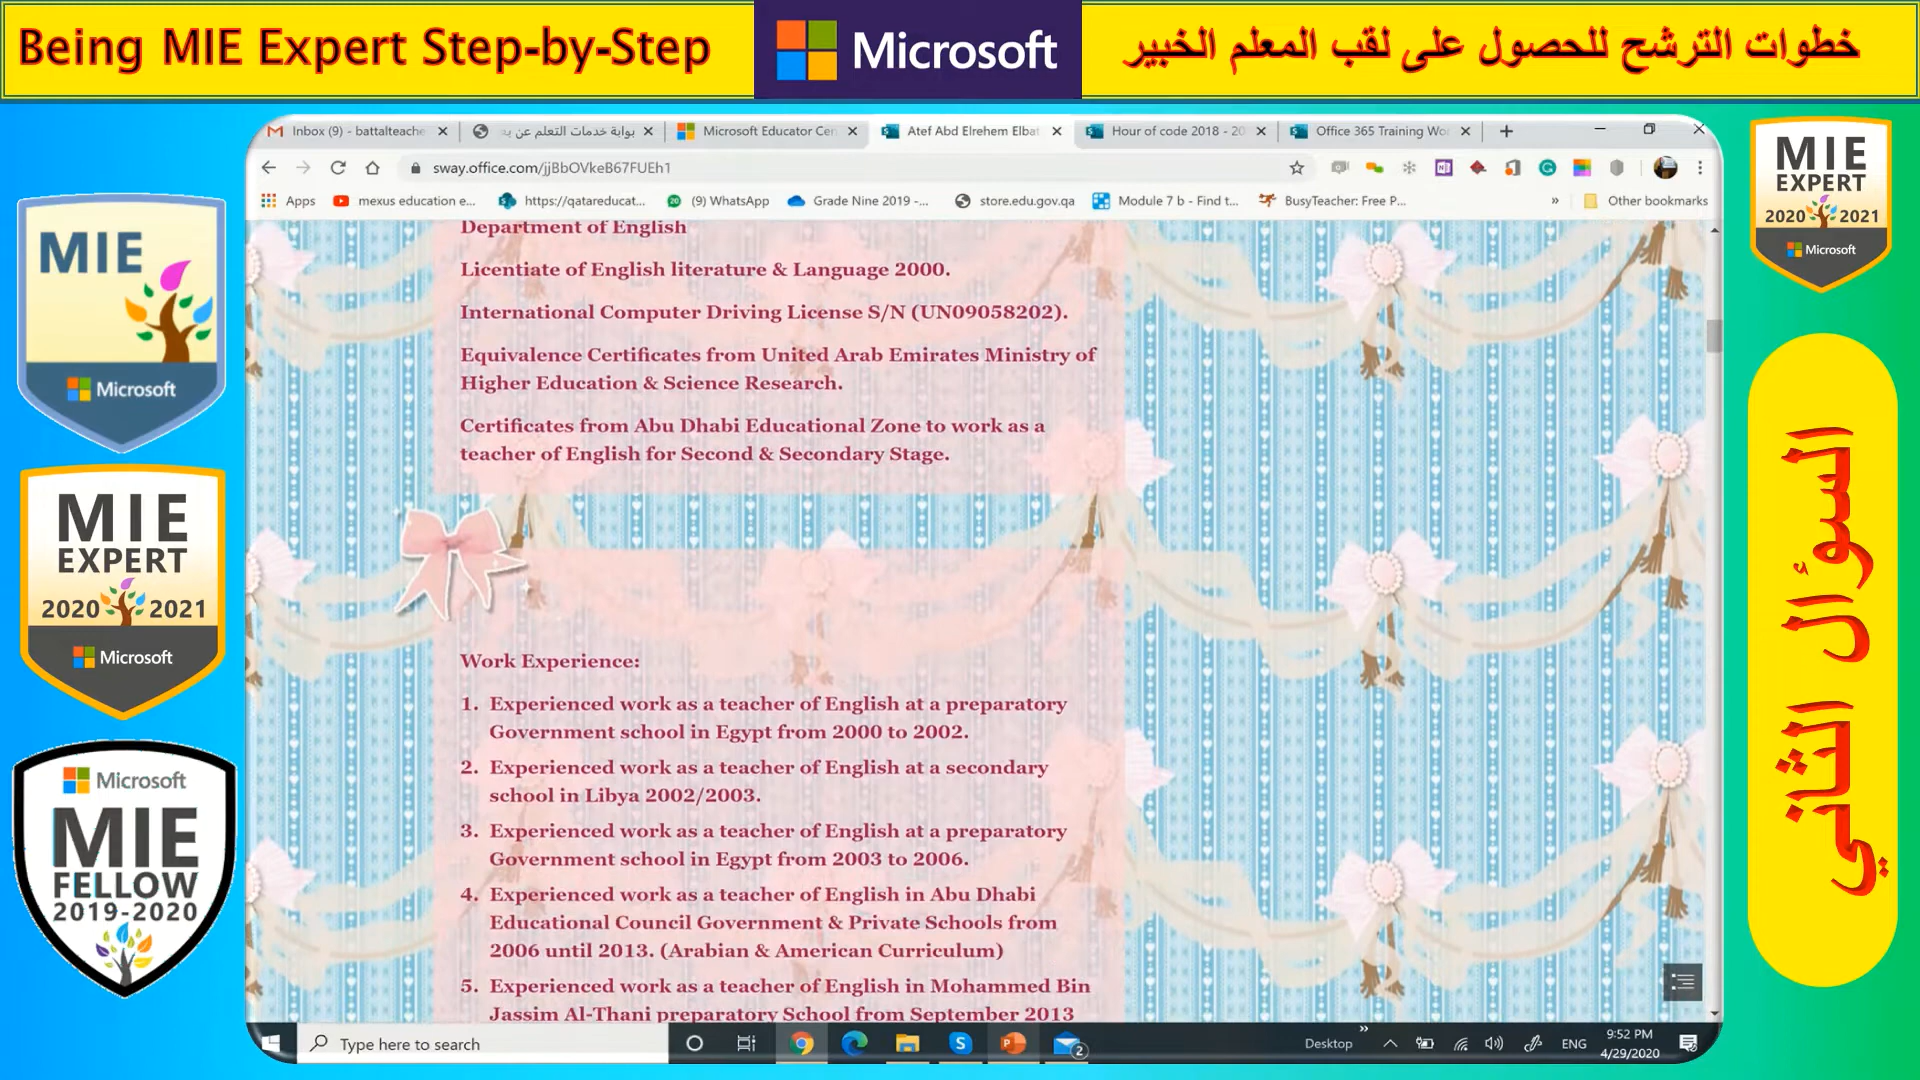 Being MIE Expert Step-by-Step
Microsoft
خطوات الترشح للحصول على لقب المعلم الخبير
Inbox (9) - battalteache
بوابة خدمات التعلم عن بع
Microsoft Educator Cen
Atef Abd Elrehem Elbat
Hour of code 2018 - 20
Office 365 Training Wor
sway.office.com/jjBbOVkeB67FUEh1
Apps
mexus education e...
https://qatareducat...
(9) WhatsApp
Grade Nine 2019 -...
store.edu.gov.qa
Module 7 b - Find t...
BusyTeacher: Free P...
»
Other bookmarks
Department of English
Licentiate of English literature & Language 2000.
International Computer Driving License S/N (UN09058202).
Equivalence Certificates from United Arab Emirates Ministry of
Higher Education & Science Research.
Certificates from Abu Dhabi Educational Zone to work as a
teacher of English for Second & Secondary Stage.
Work Experience:
1. Experienced work as a teacher of English at a preparatory
Government school in Egypt from 2000 to 2002.
2. Experienced work as a teacher of English at a secondary
school in Libya 2002/2003.
3. Experienced work as a teacher of English at a preparatory
Government school in Egypt from 2003 to 2006.
4. Experienced work as a teacher of English in Abu Dhabi
Educational Council Government & Private Schools from
2006 until 2013. (Arabian & American Curriculum)
5. Experienced work as a teacher of English in Mohammed Bin
Jassim Al-Thani preparatory School from September 2013
Type here to search
2
Desktop
»
ENG
9:52 PM
4/29/2020
MIE
Microsoft
MIE
EXPERT
2020 2021
Microsoft
Microsoft
MIE
FELLOW
2019-2020
MIE
EXPERT
2020 2021
Microsoft
السؤال الثاني